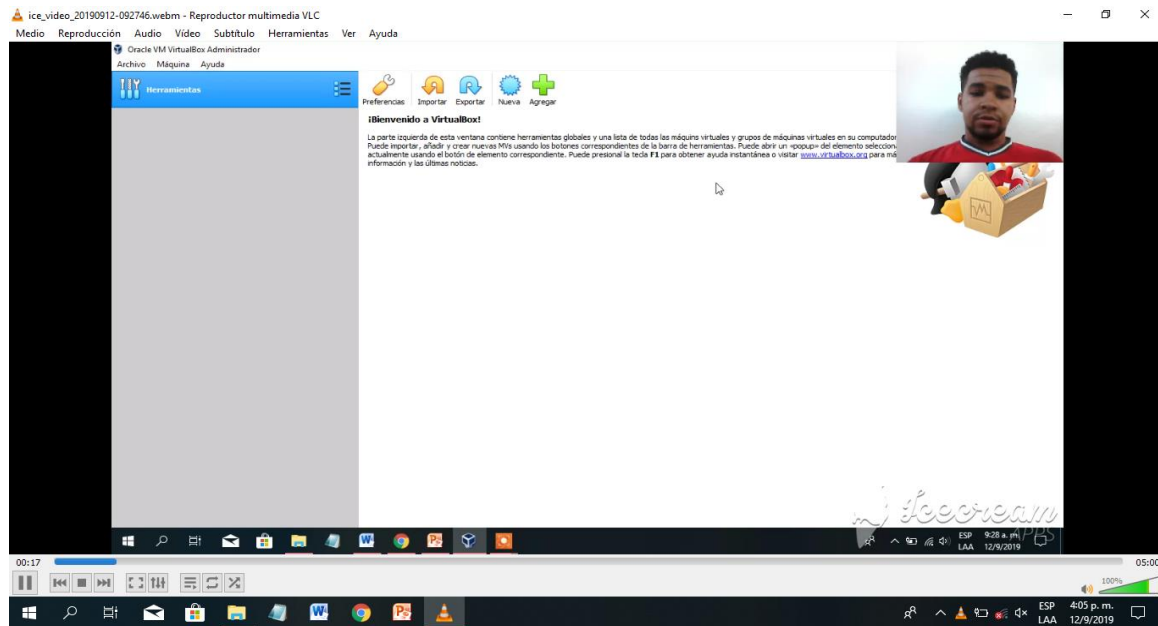 ice_video_20190912-092746.webm - Reproductor multimedia VLC
Medio Reproducción Audio Vídeo Subtítulo Herramientas Ver Ayuda
Oracle VM VirtualBox Administrador
Archivo Máquina Ayuda
Herramientas
Preferencias Importar Exportar Nueva Agregar
¡Bienvenido a VirtualBox!
La parte izquierda de esta ventana contiene herramientas globales y una lista de todas las máquins virtuales y grupos de máquinas virtuales en su computador
Puede importar, añadir y crear nuevas MVs usando los botones correspondientes de la barra de herramientas. Puede abrir un «popup» del elemento seleccion
actualmente usando el botón de elemento correspondiente. Puede presional la tecla F1 para obtener ayuda instantánea o visitar www.virtualbox.org para má
información y las últimas noticias.
Icecream
APPS
ESP 9:28 a. m.
LAA 12/9/2019
00:17 05:00
100%
ESP 4:05 p. m.
LAA 12/9/2019